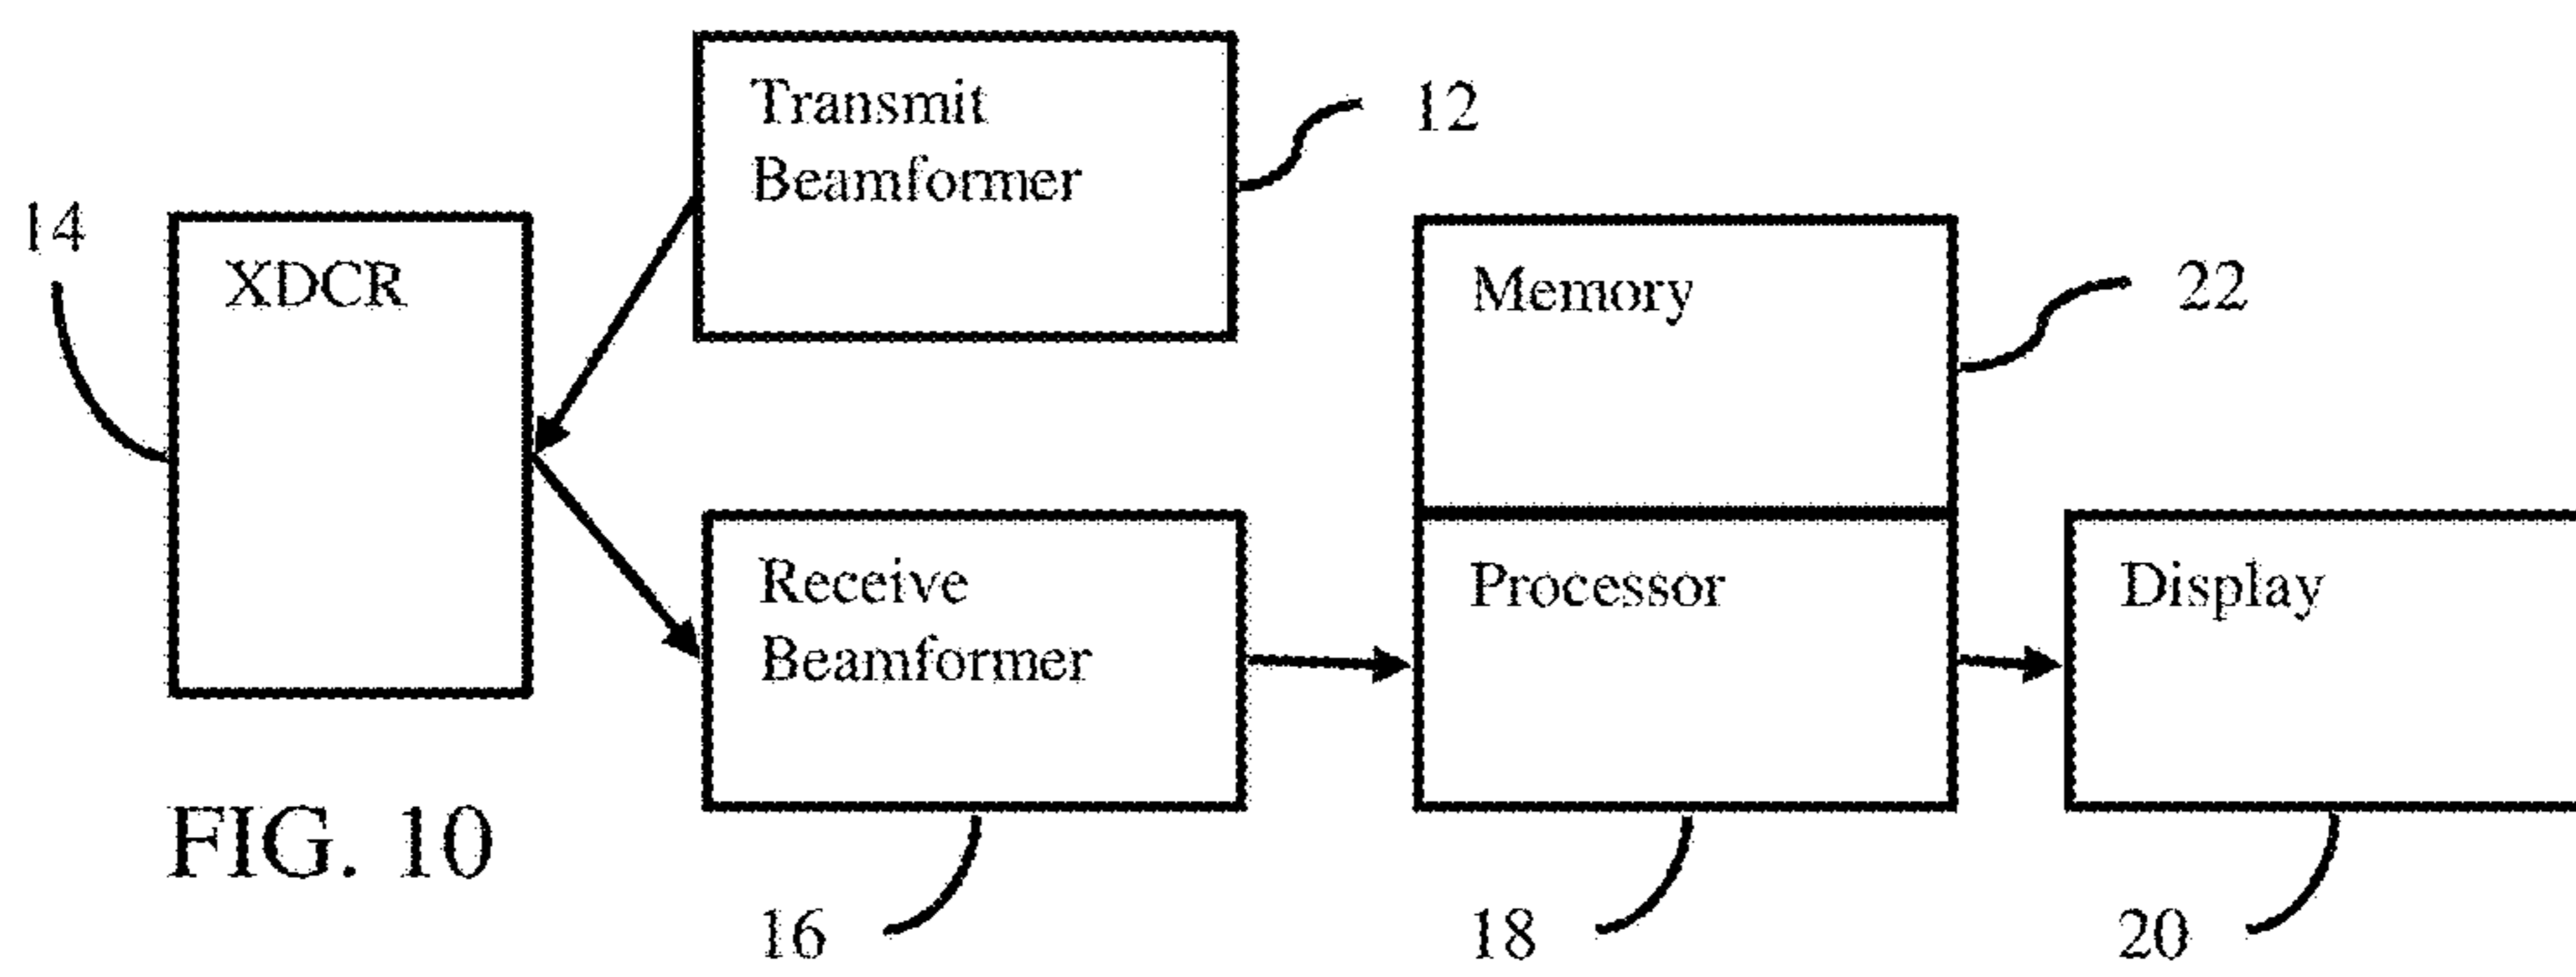 Transmit
Beamformer
12
14
XDCR
Memory
22
Receive
Beamformer
Processor
Display
FIG. 10
16
18
20